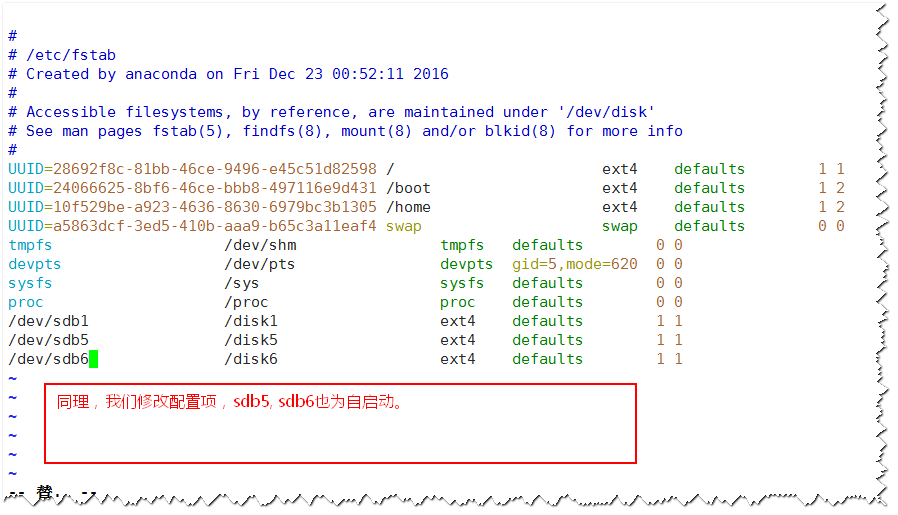 #
# /etc/fstab
# Created by anaconda on Fri Dec 23 00:52:11 2016
#
# Accessible filesystems, by reference, are maintained under '/dev/disk'
# See man pages fstab(5), findfs(8), mount(8) and/or blkid(8) for more info
#
UUID=28692f8c-81bb-46ce-9496-e45c51d82598 / ext4 defaults 1 1
UUID=24066625-8bf6-46ce-bbb8-497116e9d431 /boot ext4 defaults 1 2
UUID=10f529be-a923-4636-8630-6979bc3b1305 /home ext4 defaults 1 2
UUID=a5863dcf-3ed5-410b-aaa9-b65c3a11eaf4 swap swap defaults 0 0
tmpfs /dev/shm tmpfs defaults 0 0
devpts /dev/pts devpts gid=5,mode=620 0 0
sysfs /sys sysfs defaults 0 0
proc /proc proc defaults 0 0
/dev/sdb1 /disk1 ext4 defaults 1 1
/dev/sdb5 /disk5 ext4 defaults 1 1
/dev/sdb6 /disk6 ext4 defaults 1 1
~
~
同理，我们修改配置项，sdb5, sdb6也为自启动。
~
~
~
~